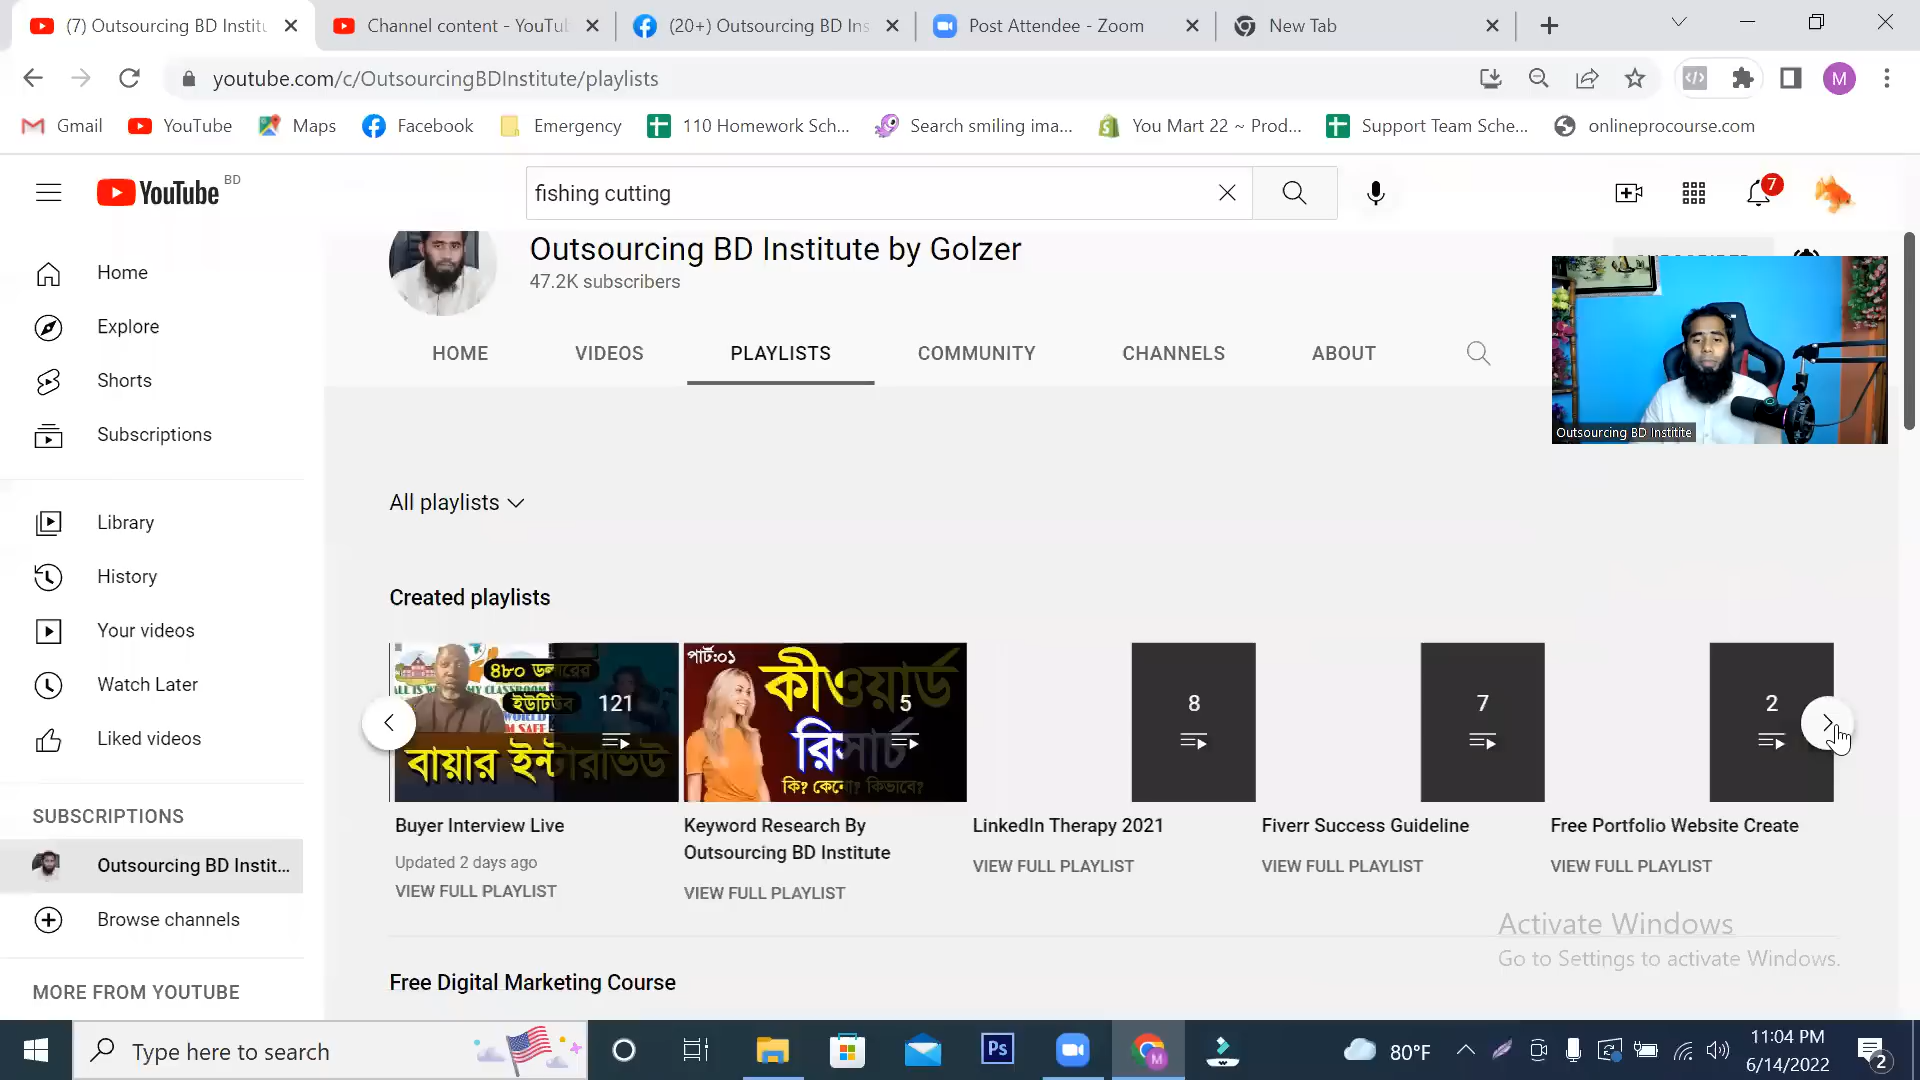 (7) Outsourcing BD Institu
Channel content - YouTub
(20+) Outsourcing BD Ins
Post Attendee - Zoom
New Tab
youtube.com/c/OutsourcingBDInstitute/playlists
M
Gmail
YouTube
Maps
Facebook
Emergency
110 Homework Sch...
Search smiling ima...
You Mart 22 ~ Prod...
Support Team Sche...
onlineprocourse.com
YouTube BD
fishing cutting
7
Outsourcing BD Institute by Golzer
47.2K subscribers
HOME
VIDEOS
PLAYLISTS
COMMUNITY
CHANNELS
ABOUT
Outsourcing BD Institite
Home
Explore
Shorts
Subscriptions
Library
History
Your videos
Watch Later
Liked videos
SUBSCRIPTIONS
Outsourcing BD Instit...
Browse channels
MORE FROM YOUTUBE
All playlists
Created playlists
৪৮০ ডলারের
বায়ার ইন্টারভিউ
121
Buyer Interview Live
Updated 2 days ago
VIEW FULL PLAYLIST
পার্ট:০১
কীওয়ার্ড
রিসার্চ
কি? কেনো? কিভাবে?
5
Keyword Research By
Outsourcing BD Institute
VIEW FULL PLAYLIST
8
LinkedIn Therapy 2021
VIEW FULL PLAYLIST
7
Fiverr Success Guideline
VIEW FULL PLAYLIST
2
Free Portfolio Website Create
VIEW FULL PLAYLIST
Activate Windows
Go to Settings to activate Windows.
Free Digital Marketing Course
Type here to search
Ps
M
80°F
11:04 PM
6/14/2022
2